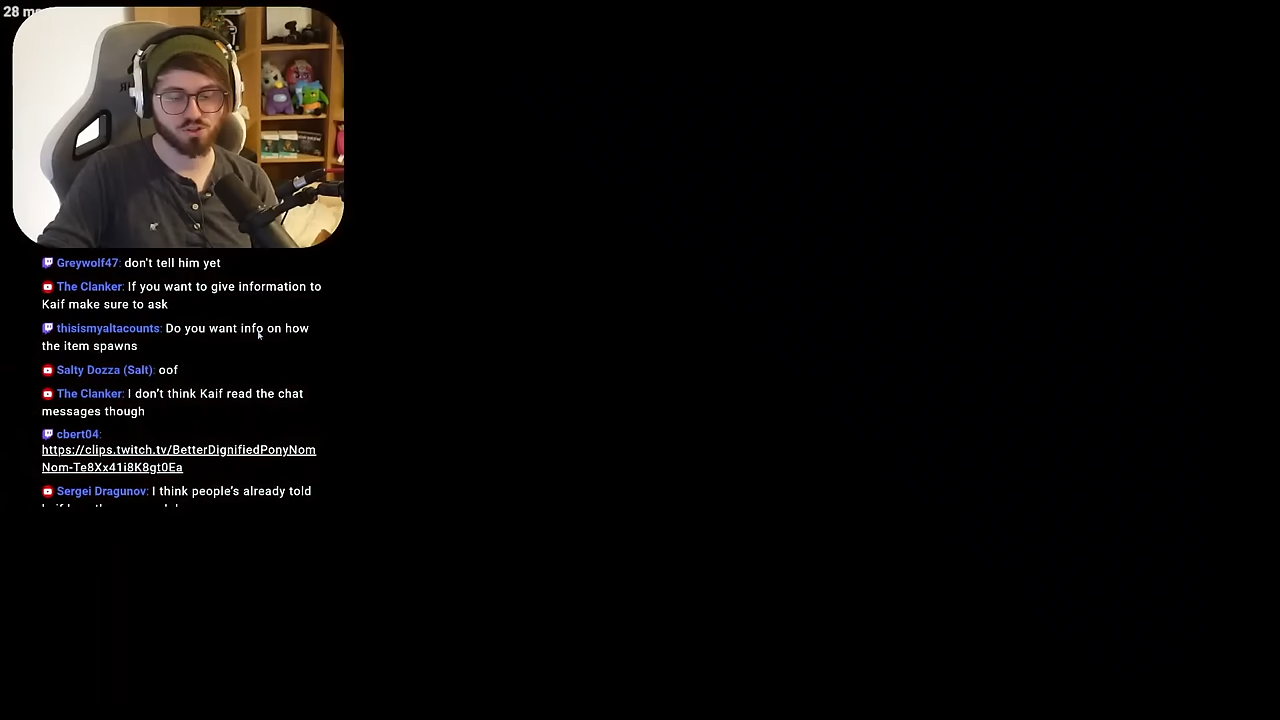 28 m
Greywolf47: don't tell him yet
The Clanker: If you want to give information to
Kaif make sure to ask
thisismyaltacounts: Do you want info on how
the item spawns
Salty Dozza (Salt): oof
The Clanker: I don't think Kaif read the chat
messages though
cbert04:
https://clips.twitch.tv/BetterDignifiedPonyNom
Nom-Te8Xx41i8K8gt0Ea
Sergei Dragunov: I think people's already told